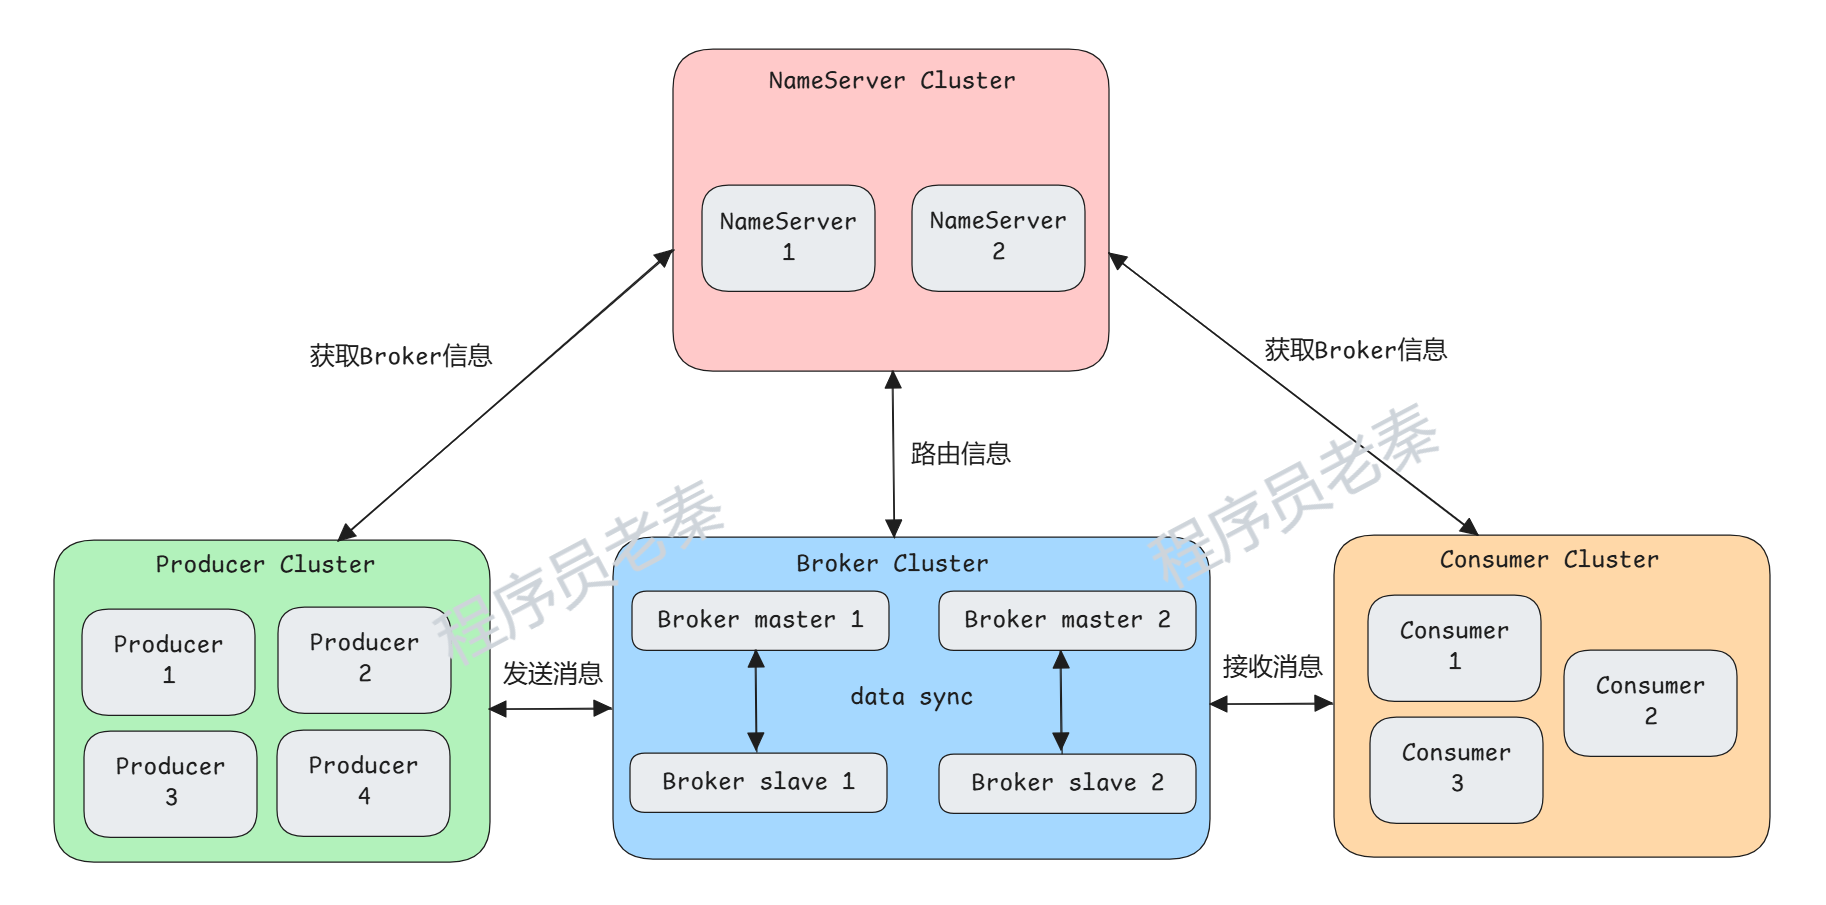 NameServer Cluster
NameServer
1
NameServer
2
获取Broker信息
获取Broker信息
路由信息
程序员老秦
程序员老秦
Producer Cluster
Producer
1
Producer
2
Producer
3
Producer
4
发送消息
Broker Cluster
Broker master 1
Broker master 2
data sync
Broker slave 1
Broker slave 2
接收消息
Consumer Cluster
Consumer
1
Consumer
2
Consumer
3